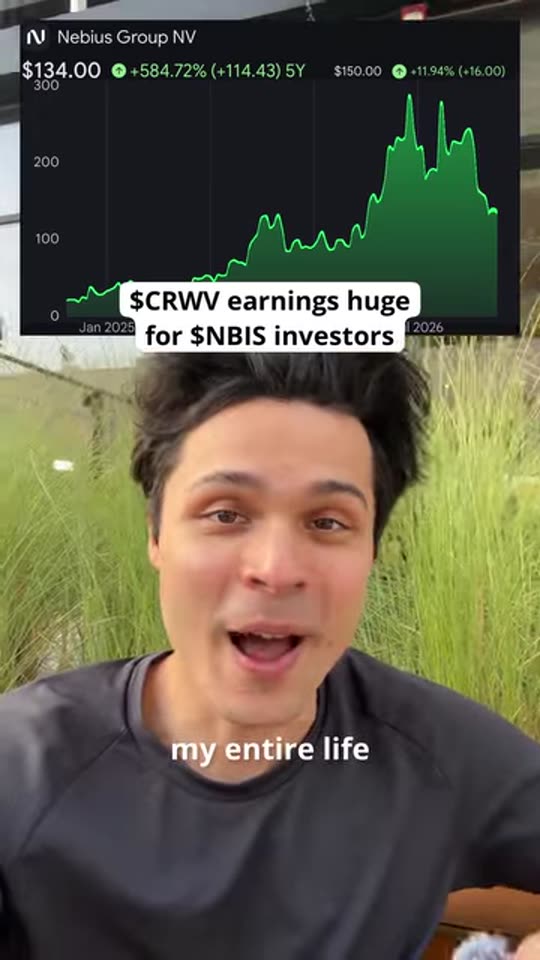 Nebius Group NV
$134.00 +584.72% (+114.43) 5Y $150.00 +11.94% (+16.00)
300
200
100
0
Jan 2025 2026
$CRWV earnings huge
for $NBIS investors
my entire life